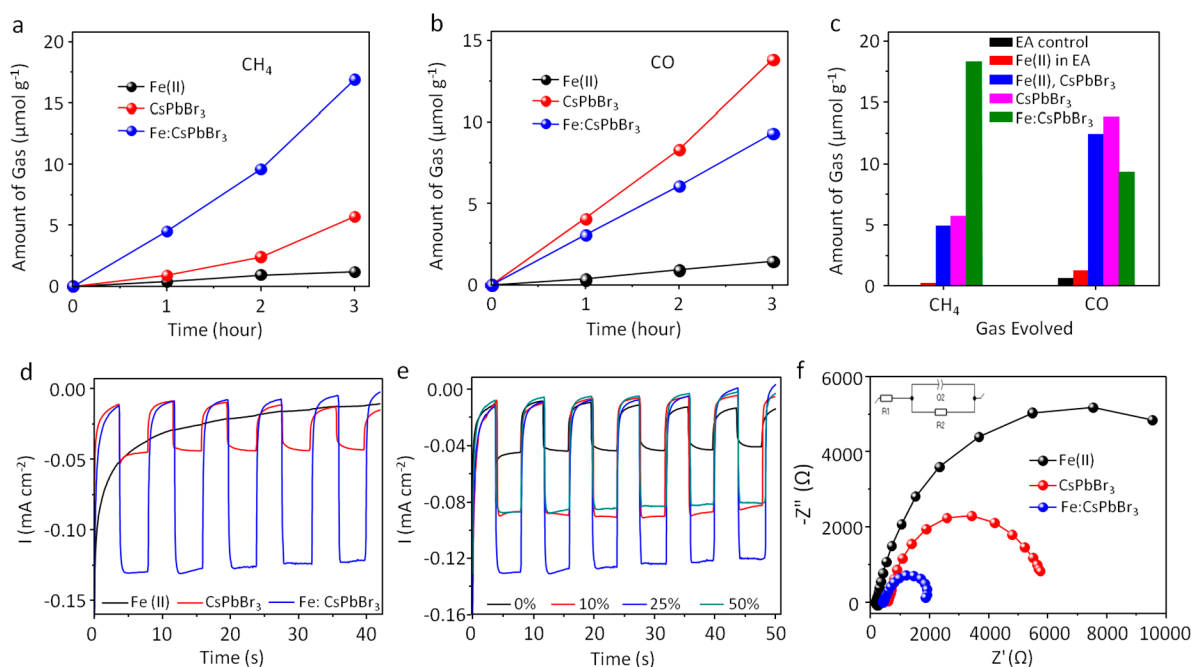 a
20
15
10
5
0
CH₄
Fe(II)
CsPbBr₃
Fe:CsPbBr₃
Amount of Gas (μmol g⁻¹)
0 1 2 3
Time (hour)
b
15
10
5
0
CO
Fe(II)
CsPbBr₃
Fe:CsPbBr₃
Amount of Gas (μmol g⁻¹)
0 1 2 3
Time (hour)
c
20
15
10
5
0
EA control
Fe(II) in EA
Fe(II), CsPbBr₃
CsPbBr₃
Fe:CsPbBr₃
Amount of Gas (μmol g⁻¹)
CH₄ CO
Gas Evolved
d
0.00
-0.05
-0.10
-0.15
I (mA cm⁻²)
Fe (II) CsPbBr₃ Fe: CsPbBr₃
0 10 20 30 40
Time (s)
e
0.00
-0.04
-0.08
-0.12
-0.16
I (mA cm⁻²)
0% 10% 25% 50%
0 10 20 30 40 50
Time (s)
f
6000
4000
2000
0
R1
Q2
R2
Fe(II)
CsPbBr₃
Fe:CsPbBr₃
-Z" (Ω)
0 2000 4000 6000 8000 10000
Z' (Ω)